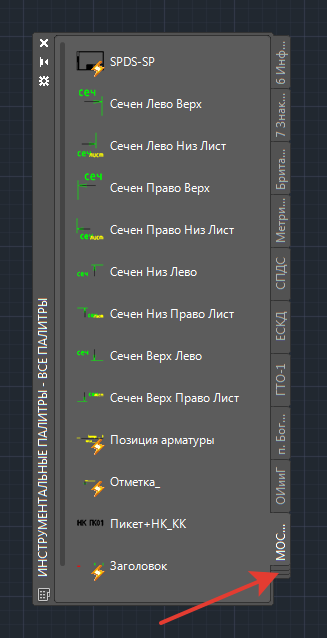 SPDS-SP
сеч
Сечен Лево Верх
сеч лист
Сечен Лево Низ Лист
сеч
Сечен Право Верх
сеч лист
Сечен Право Низ Лист
сеч
Сечен Низ Лево
Сечен Низ Право Лист
сеч
Сечен Верх Лево
Сечен Верх Право Лист
Позиция арматуры
Отметка_
НК ПК01
Пикет+НК_КК
Заголовок
6 Инф...
7 Знак...
Брита...
Метри...
СПДС
ЕСКД
ГТО-1
п. Бог...
ОИииГ
МОС...
ИНСТРУМЕНТАЛЬНЫЕ ПАЛИТРЫ - ВСЕ ПАЛИТРЫ